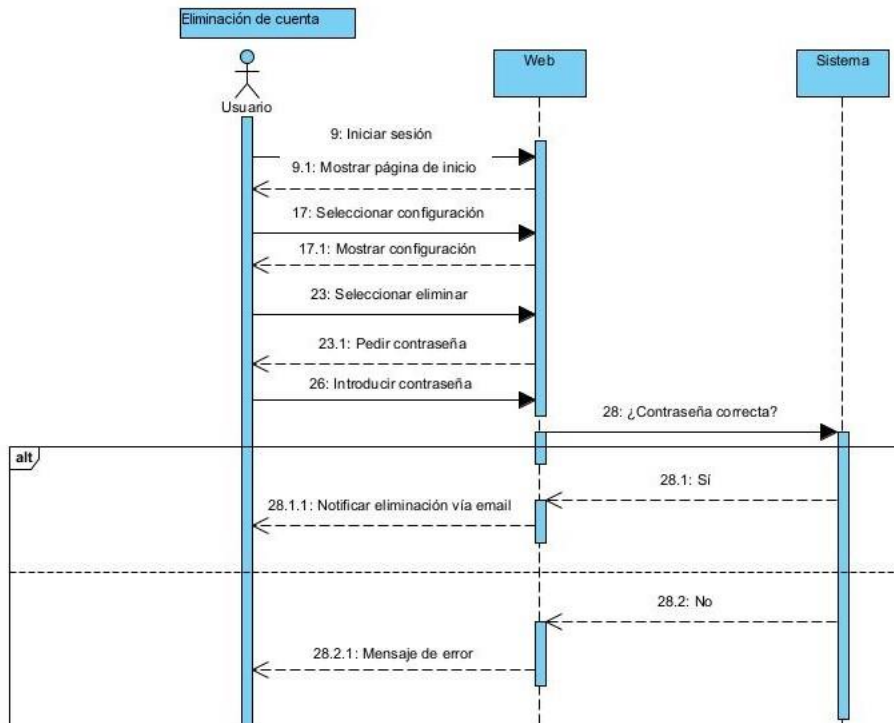 Eliminación de cuenta
Usuario
Web
Sistema
9: Iniciar sesión
9.1: Mostrar página de inicio
17: Seleccionar configuración
17.1: Mostrar configuración
23: Seleccionar eliminar
23.1: Pedir contraseña
26: Introducir contraseña
28: ¿Contraseña correcta?
alt
28.1: Sí
28.1.1: Notificar eliminación vía email
28.2: No
28.2.1: Mensaje de error